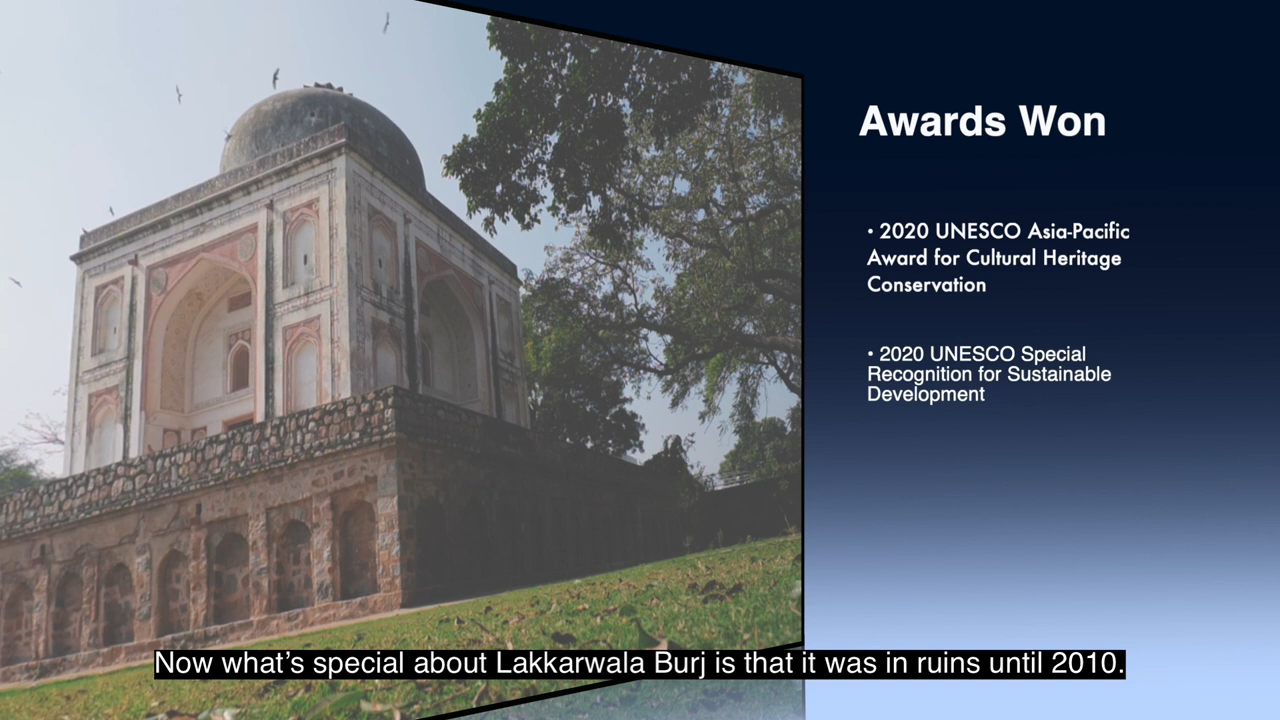 Awards Won
• 2020 UNESCO Asia-Pacific
Award for Cultural Heritage
Conservation
• 2020 UNESCO Special
Recognition for Sustainable
Development
Now what's special about Lakkarwala Burj is that it was in ruins until 2010.